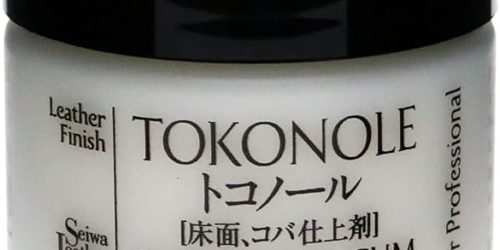 Leather
Finish
TOKONOLE
トコノール
[床面、コバ仕上剤]
Seiwa
Professional